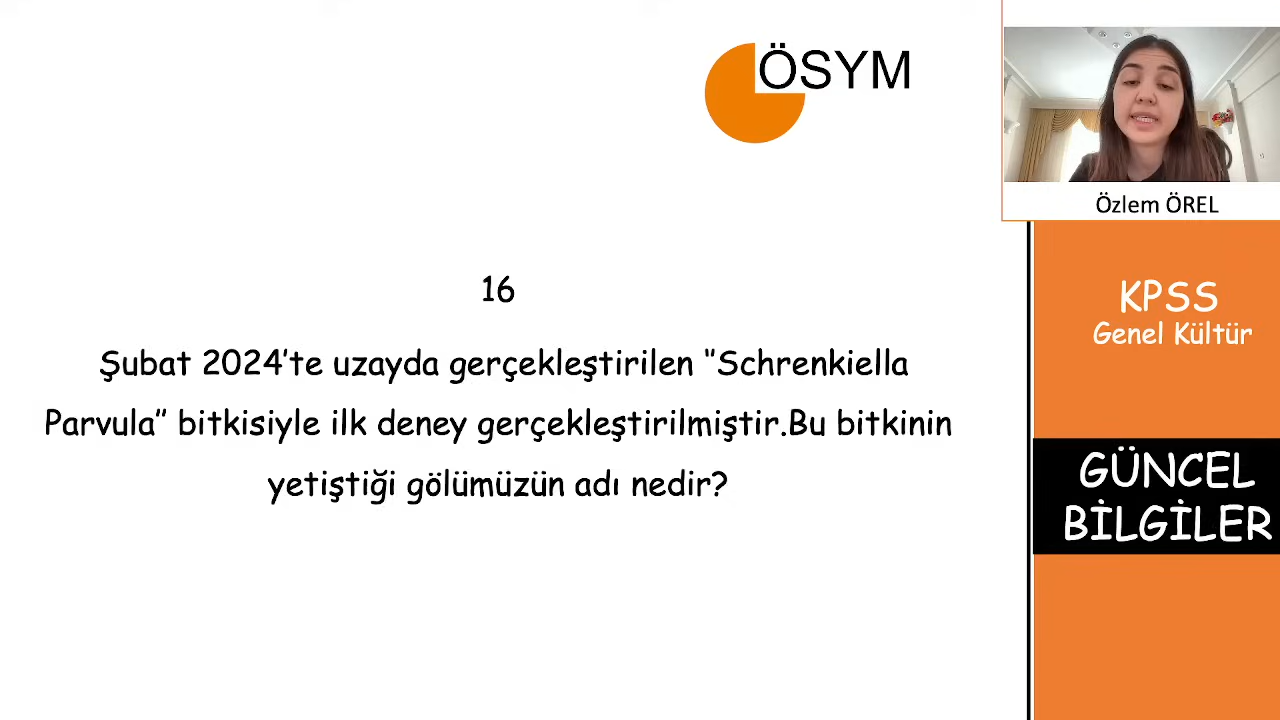 ÖSYM
Özlem ÖREL
16
Şubat 2024’te uzayda gerçekleştirilen “Schrenkiella
Parvula” bitkisiyle ilk deney gerçekleştirilmiştir.Bu bitkinin
yetiştiği gölümüzün adı nedir?
KPSS
Genel Kültür
GÜNCEL
BİLGİLER